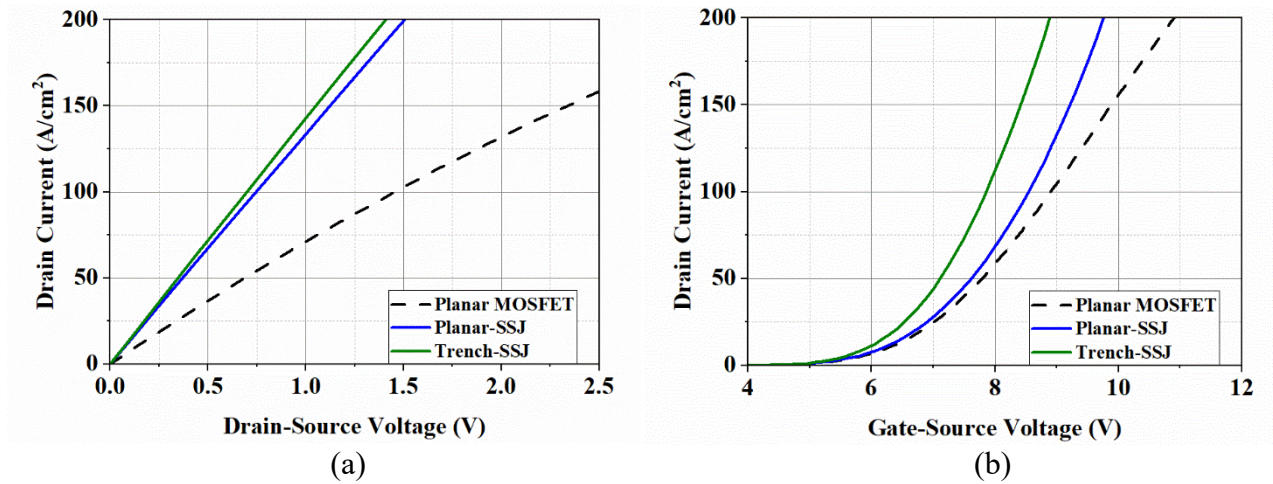 200
150
100
50
0
Drain Current (A/cm²)
Planar MOSFET
Planar-SSJ
Trench-SSJ
0.0 0.5 1.0 1.5 2.0 2.5
Drain-Source Voltage (V)
(a)
200
150
100
50
0
Drain Current (A/cm²)
Planar MOSFET
Planar-SSJ
Trench-SSJ
4 6 8 10 12
Gate-Source Voltage (V)
(b)